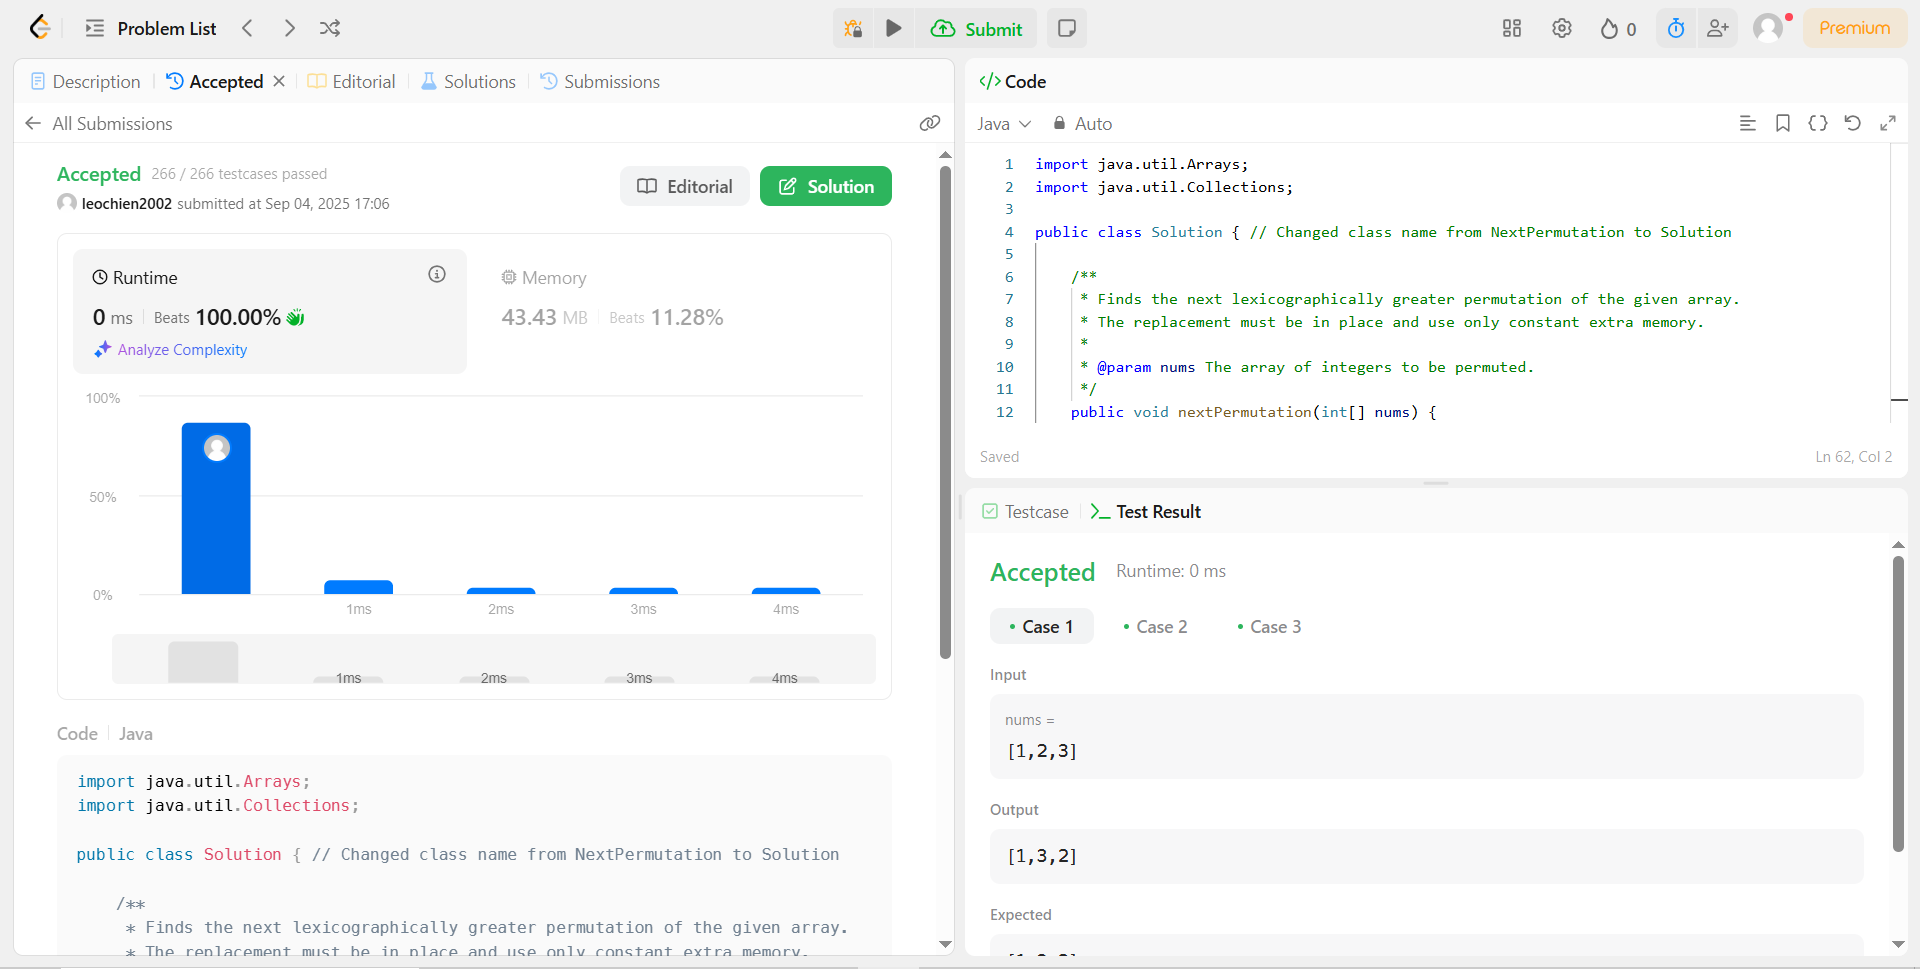 Problem List
Submit
0
Premium
Description
Accepted
Editorial
Solutions
Submissions
All Submissions
Accepted 266 / 266 testcases passed
leochien2002 submitted at Sep 04, 2025 17:06
Editorial
Solution
Runtime
0 ms Beats 100.00%
Analyze Complexity
Memory
43.43 MB Beats 11.28%
100%
50%
0%
1ms 2ms 3ms 4ms
1ms 2ms 3ms 4ms
Code Java
import java.util.Arrays;
import java.util.Collections;
public class Solution { // Changed class name from NextPermutation to Solution
/**
* Finds the next lexicographically greater permutation of the given array.
* The replacement must be in place and use only constant extra memory.
</> Code
Java Auto
1 import java.util.Arrays;
2 import java.util.Collections;
3
4 public class Solution { // Changed class name from NextPermutation to Solution
5
6 /**
7 * Finds the next lexicographically greater permutation of the given array.
8 * The replacement must be in place and use only constant extra memory.
9 *
10 * @param nums The array of integers to be permuted.
11 */
12 public void nextPermutation(int[] nums) {
Saved
Ln 62, Col 2
Testcase
Test Result
Accepted Runtime: 0 ms
• Case 1 • Case 2 • Case 3
Input
nums =
[1,2,3]
Output
[1,3,2]
Expected